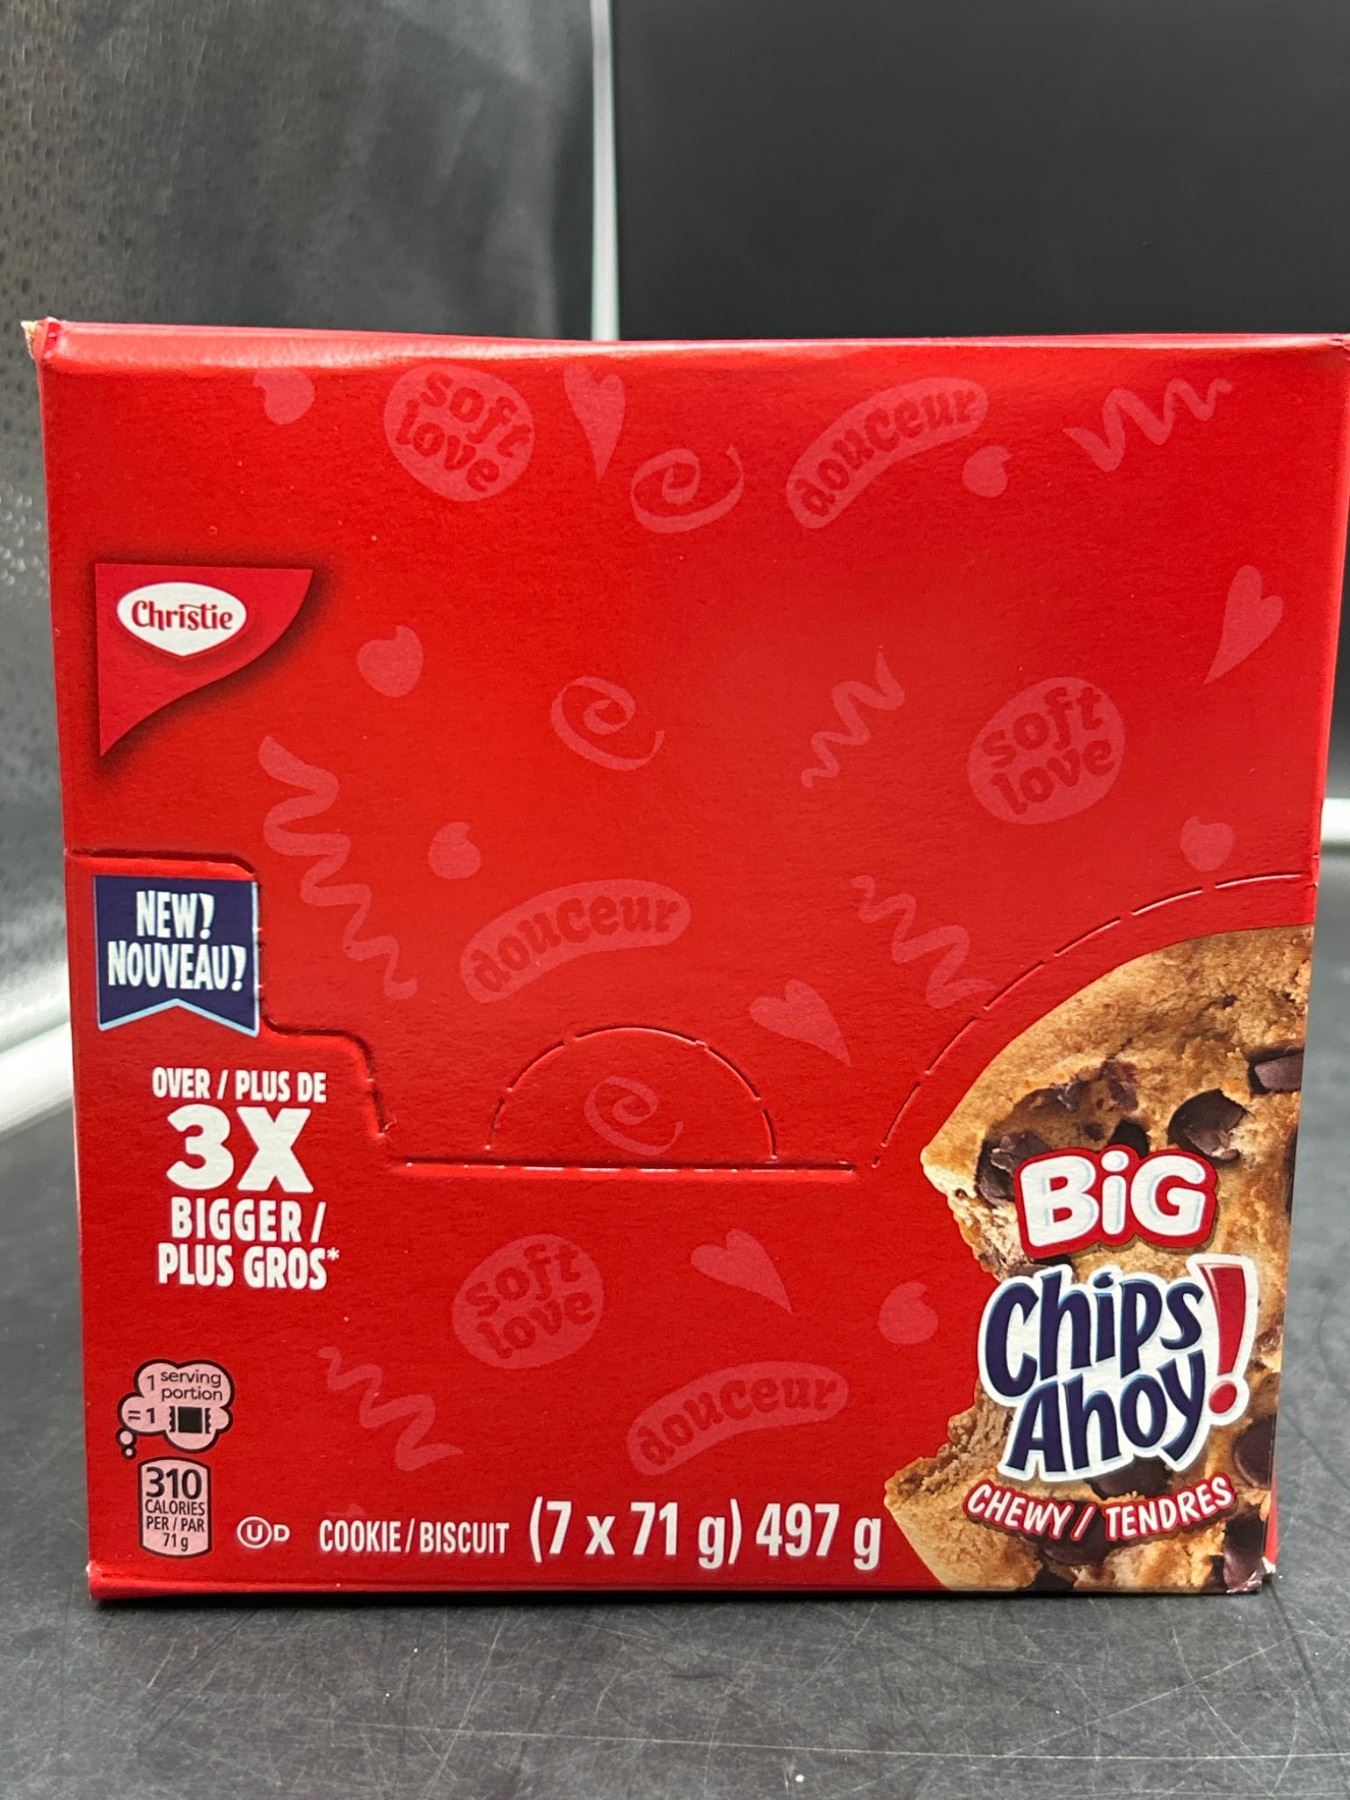 soft
love
douceur
Christie
soft
love
NEW!
NOUVEAU!
douceur
OVER / PLUS DE
3X
BIGGER /
PLUS GROS*
BiG
Chips
Ahoy!
CHEWY / TENDRES
soft
love
douceur
1 serving
portion
= 1
310
CALORIES
PER / PAR
71 g
U D COOKIE / BISCUIT (7 x 71 g) 497 g